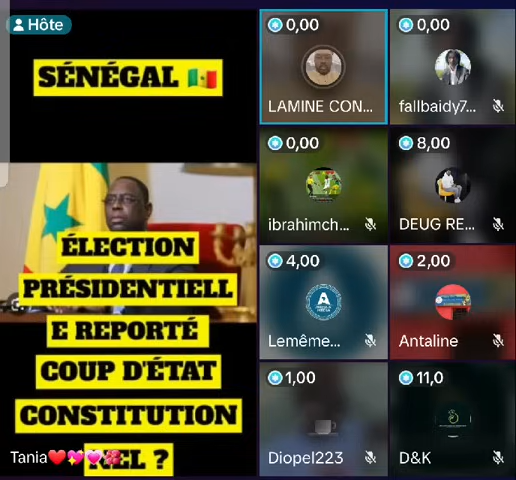 Hôte
SÉNÉGAL 🇸🇳
ÉLECTION
PRÉSIDENTIELL
E REPORTÉ
COUP D'ÉTAT
CONSTITUTION
NEL ?
Tania❤️💖💗🌺
0,00
LAMINE CON...
0,00
fallbaidy7...
0,00
ibrahimch...
8,00
DEUG RE...
4,00
A
Lemême...
2,00
Antaline
1,00
Diopel223
11,0
D&K